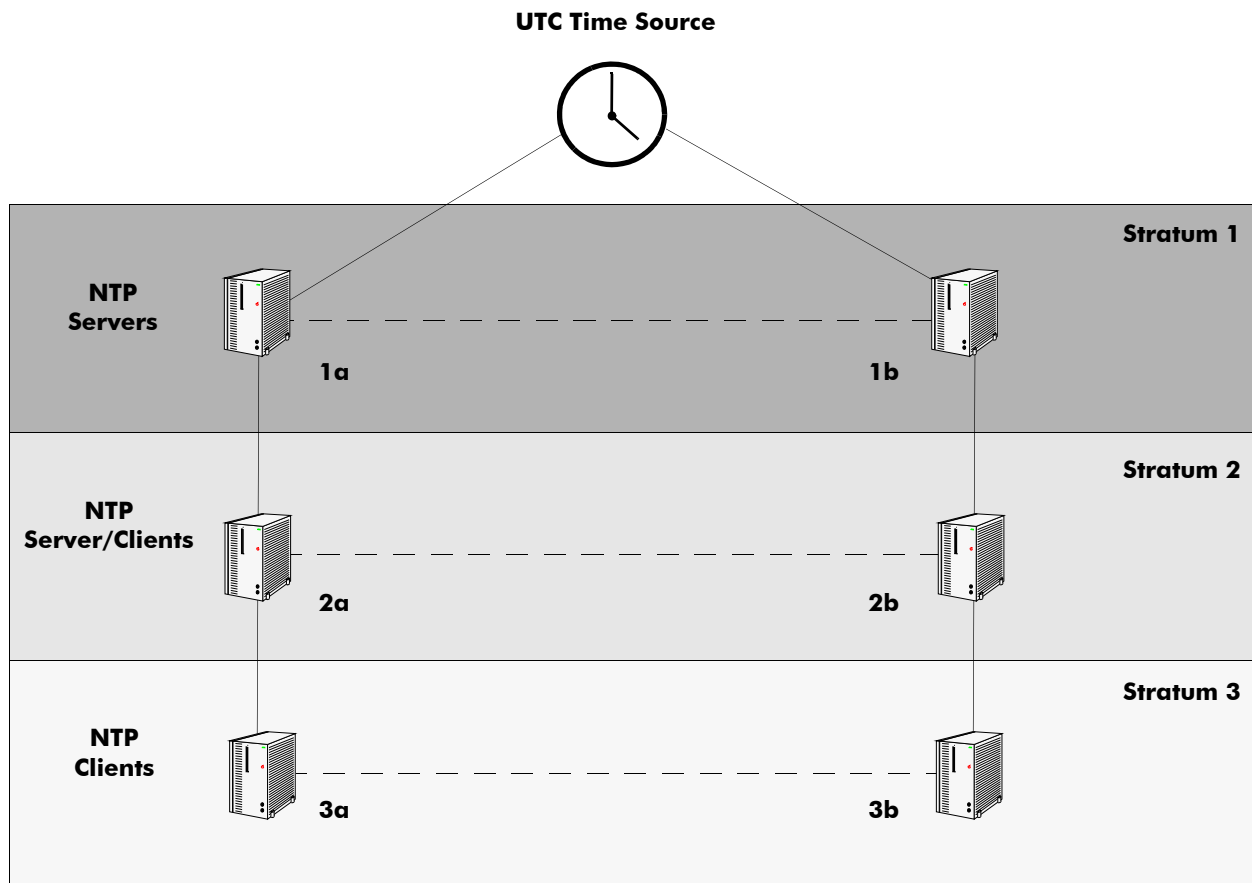 UTC Time Source
Stratum 1
NTP
Servers
1a
1b
Stratum 2
NTP
Server/Clients
2a
2b
Stratum 3
NTP
Clients
3a
3b